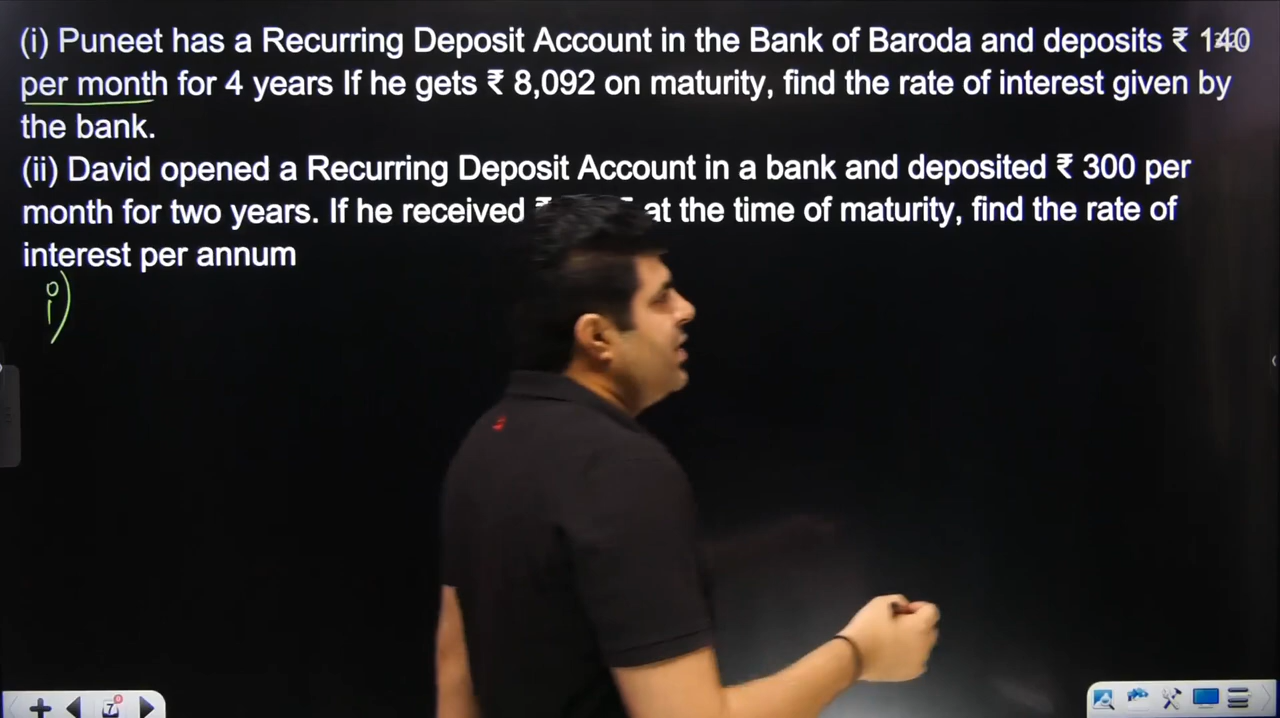 (i) Puneet has a Recurring Deposit Account in the Bank of Baroda and deposits ₹ 140
per month for 4 years If he gets ₹ 8,092 on maturity, find the rate of interest given by
the bank.
(ii) David opened a Recurring Deposit Account in a bank and deposited ₹ 300 per
month for two years. If he received at the time of maturity, find the rate of
interest per annum
i)
7